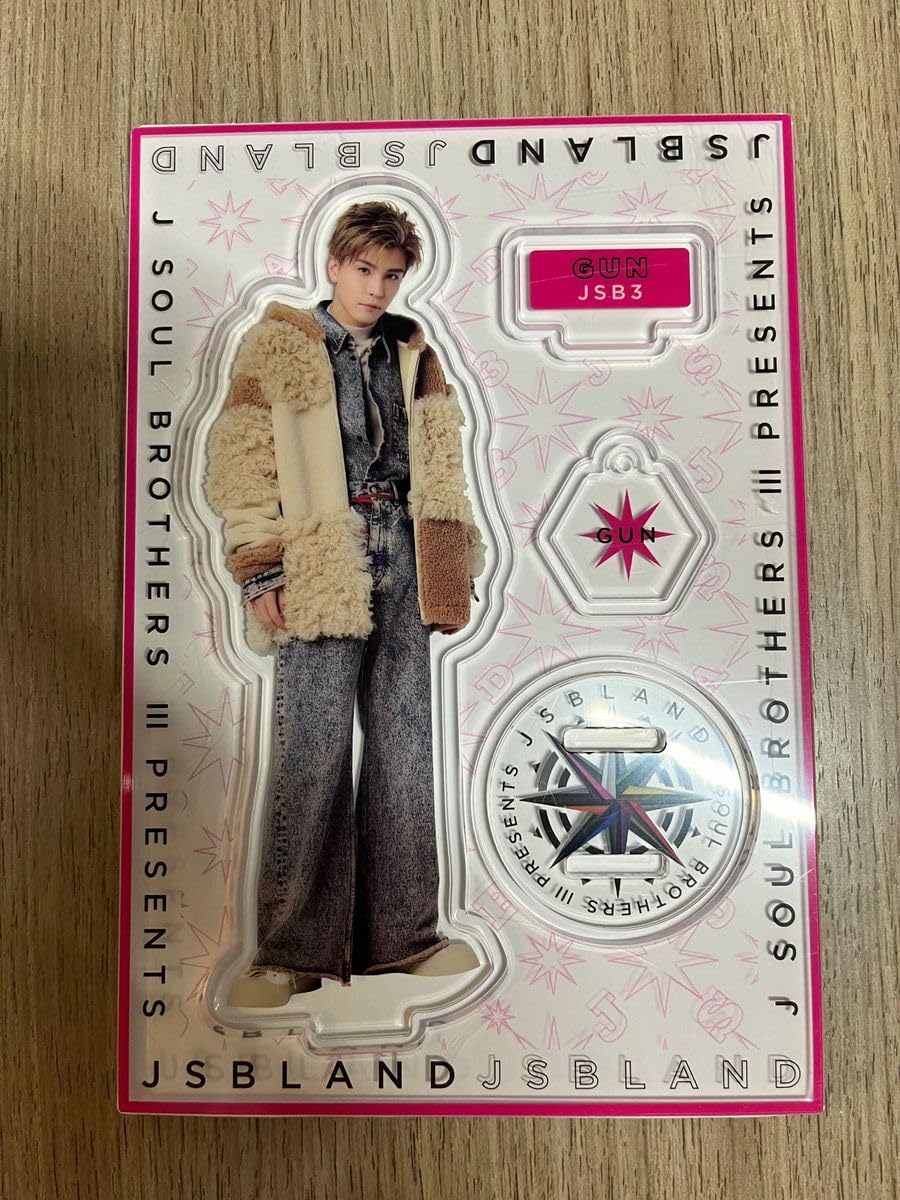 JSBLAND JSBLAND
J SOUL BROTHERS III PRESENTS
J SOUL BROTHERS III PRESENTS
GUN
JSB3
GUN
JSBLAND
J SOUL BROTHERS III PRESENTS
JSBLAND JSBLAND